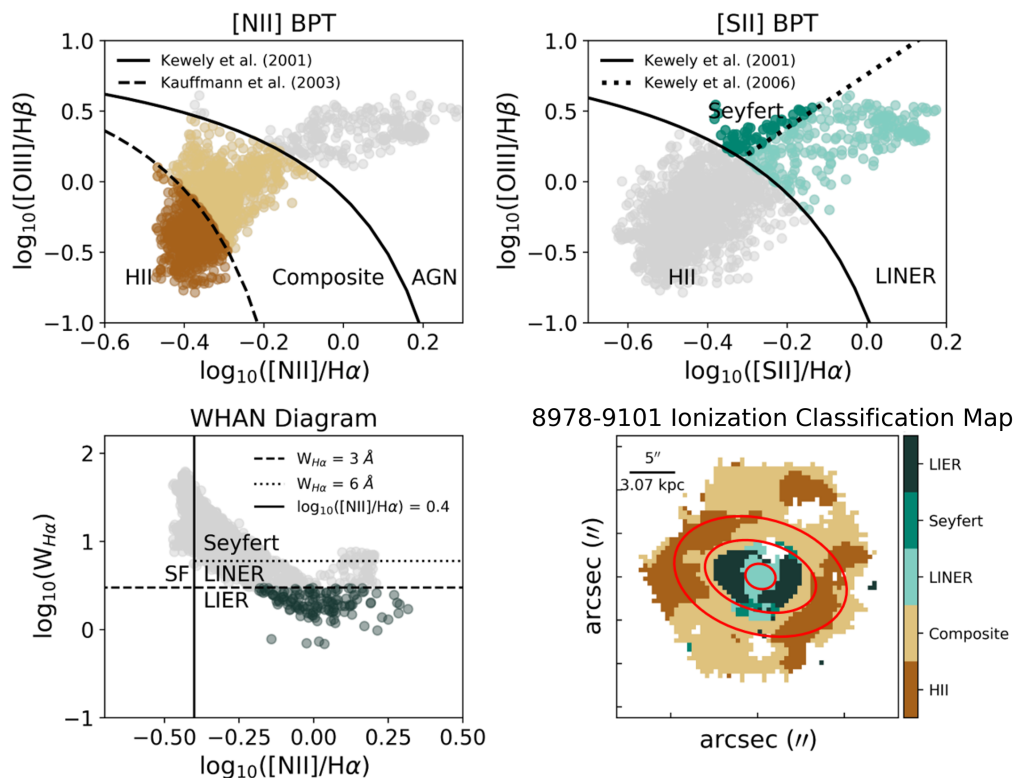 [NII] BPT
Kewely et al. (2001)
Kauffmann et al. (2003)
HII
Composite
AGN
1.0
0.5
0.0
−0.5
−1.0
log10([OIII]/Hβ)
−0.6
−0.4
−0.2
0.0
0.2
log10([NII]/Hα)
[SII] BPT
Kewely et al. (2001)
Kewely et al. (2006)
Seyfert
HII
LINER
1.0
0.5
0.0
−0.5
−1.0
log10([OIII]/Hβ)
−0.6
−0.4
−0.2
0.0
0.2
log10([SII]/Hα)
WHAN Diagram
WHα = 3 Å
WHα = 6 Å
log10([NII]/Hα) = 0.4
Seyfert
SF
LINER
LIER
2
1
0
−1
log10(WHα)
−0.50
−0.25
0.00
0.25
0.50
log10([NII]/Hα)
8978-9101 Ionization Classification Map
5′′
3.07 kpc
arcsec (′′)
arcsec (′′)
LIER
Seyfert
LINER
Composite
HII